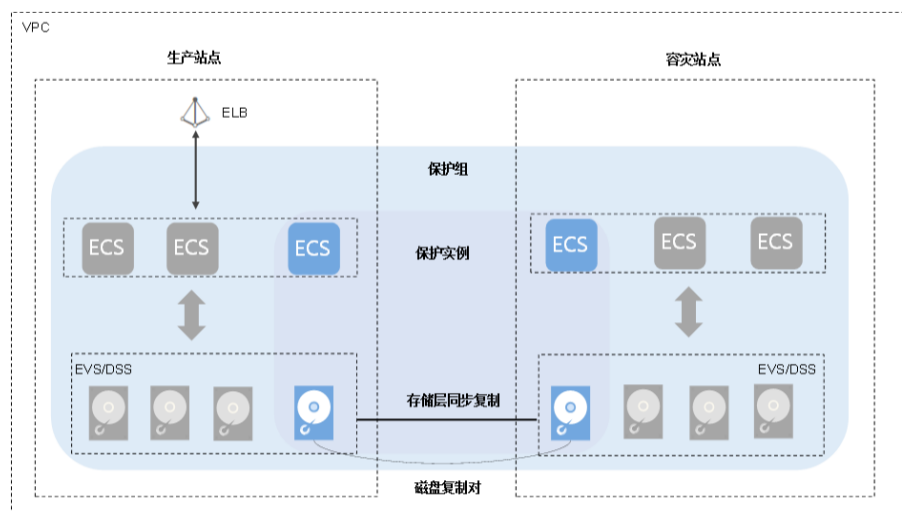 VPC
生产站点
容灾站点
ELB
保护组
ECS
ECS
ECS
保护实例
ECS
ECS
ECS
EVS/DSS
EVS/DSS
存储层同步复制
磁盘复制对